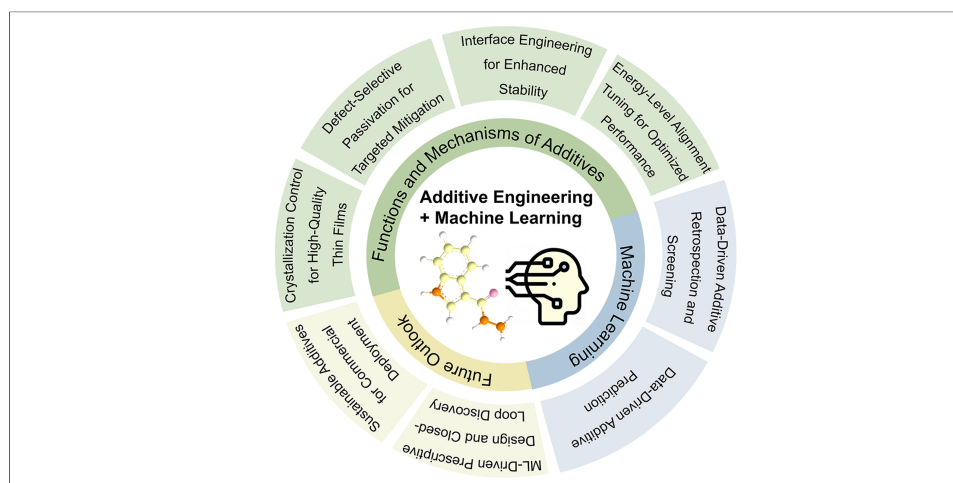 Additive Engineering
+ Machine Learning
Functions and Mechanisms of Additives
Machine Learning
Future Outlook
Crystallization Control
for High-Quality
Thin Films
Defect-Selective
Passivation for
Targeted Mitigation
Interface Engineering
for Enhanced
Stability
Energy-Level Alignment
Tuning for Optimized
Performance
Data-Driven Additive
Retrospection and
Screening
Data-Driven Additive
Prediction
ML-Driven Prescriptive
Design and Closed-
Loop Discovery
Sustainable Additives
for Commercial
Deployment